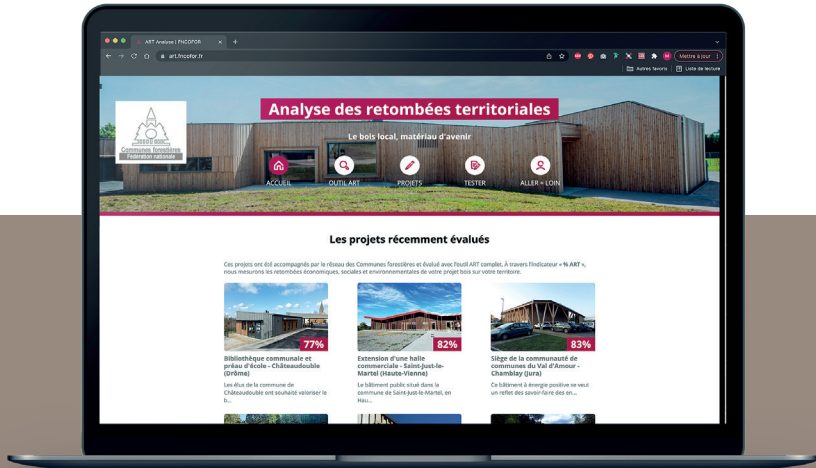 ART Analyse | FNCOFOR
art.fncofor.fr
Mettre à jour
Autres favoris
Liste de lecture
Communes forestières
Fédération nationale
Analyse des retombées territoriales
Le bois local, matériau d'avenir
ACCUEIL
OUTIL ART
PROJETS
TESTER
ALLER + LOIN
Les projets récemment évalués
Ces projets ont été accompagnés par le réseau des Communes forestières et évalué avec l'outil ART complet. À travers l'indicateur « % ART »,
nous mesurons les retombées économiques, sociales et environnementales de votre projet bois sur votre territoire.
77%
Bibliothèque communale et
préau d'école - Châteaudouble
(Drôme)
Les élus de la commune de
Châteaudouble ont souhaité valoriser le
b...
82%
Extension d'une halle
commerciale - Saint-Just-le-
Martel (Haute-Vienne)
Le bâtiment public situé dans la
commune de Saint-Just-le-Martel, en
Hau...
83%
Siège de la communauté de
communes du Val d'Amour -
Chamblay (Jura)
Ce bâtiment à énergie positive se veut
un reflet des savoir-faire des en...